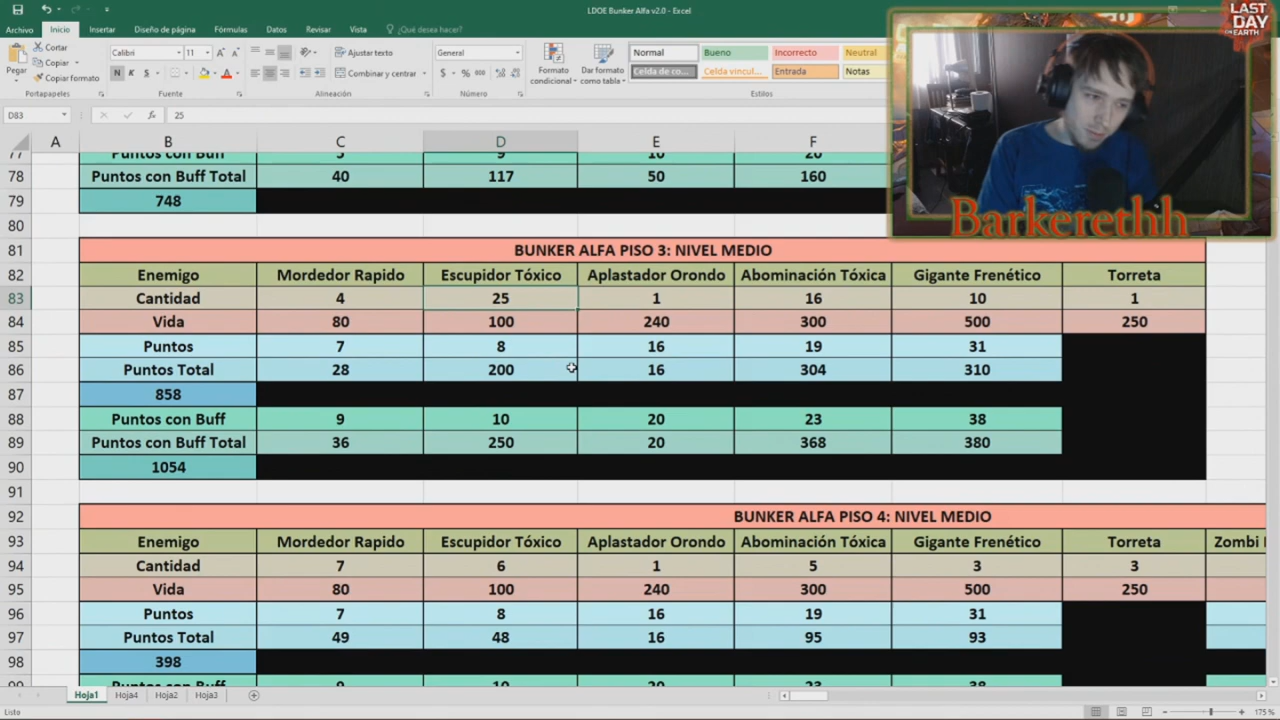 LDOE Bunker Alfa v2.0 - Excel
LAST DAY ON EARTH
Archivo Inicio Insertar Diseño de página Fórmulas Datos Revisar Vista ¿Qué desea hacer?
Pegar
Cortar
Copiar
Copiar formato
Portapapeles
Calibri 11
N K S
Fuente
Ajustar texto
Combinar y centrar
Alineación
General
$ % 000
Número
Formato condicional
Dar formato como tabla
Normal Bueno Incorrecto Neutral
Celda de co... Celda vincul... Entrada Notas
Estilos
D83 fx 25
Barkerethh
A B C D E F
77 Puntos con Buff 5 9 10 20
78 Puntos con Buff Total 40 117 50 160
79 748
80
81 BUNKER ALFA PISO 3: NIVEL MEDIO
82 Enemigo Mordedor Rapido Escupidor Tóxico Aplastador Orondo Abominación Tóxica Gigante Frenético Torreta
83 Cantidad 4 25 1 16 10 1
84 Vida 80 100 240 300 500 250
85 Puntos 7 8 16 19 31
86 Puntos Total 28 200 16 304 310
87 858
88 Puntos con Buff 9 10 20 23 38
89 Puntos con Buff Total 36 250 20 368 380
90 1054
91
92 BUNKER ALFA PISO 4: NIVEL MEDIO
93 Enemigo Mordedor Rapido Escupidor Tóxico Aplastador Orondo Abominación Tóxica Gigante Frenético Torreta Zombi
94 Cantidad 7 6 1 5 3 3
95 Vida 80 100 240 300 500 250
96 Puntos 7 8 16 19 31
97 Puntos Total 49 48 16 95 93
98 398
99 Puntos con Buff 9 10 20 23 38
Hoja1 Hoja4 Hoja2 Hoja3
Listo 175 %